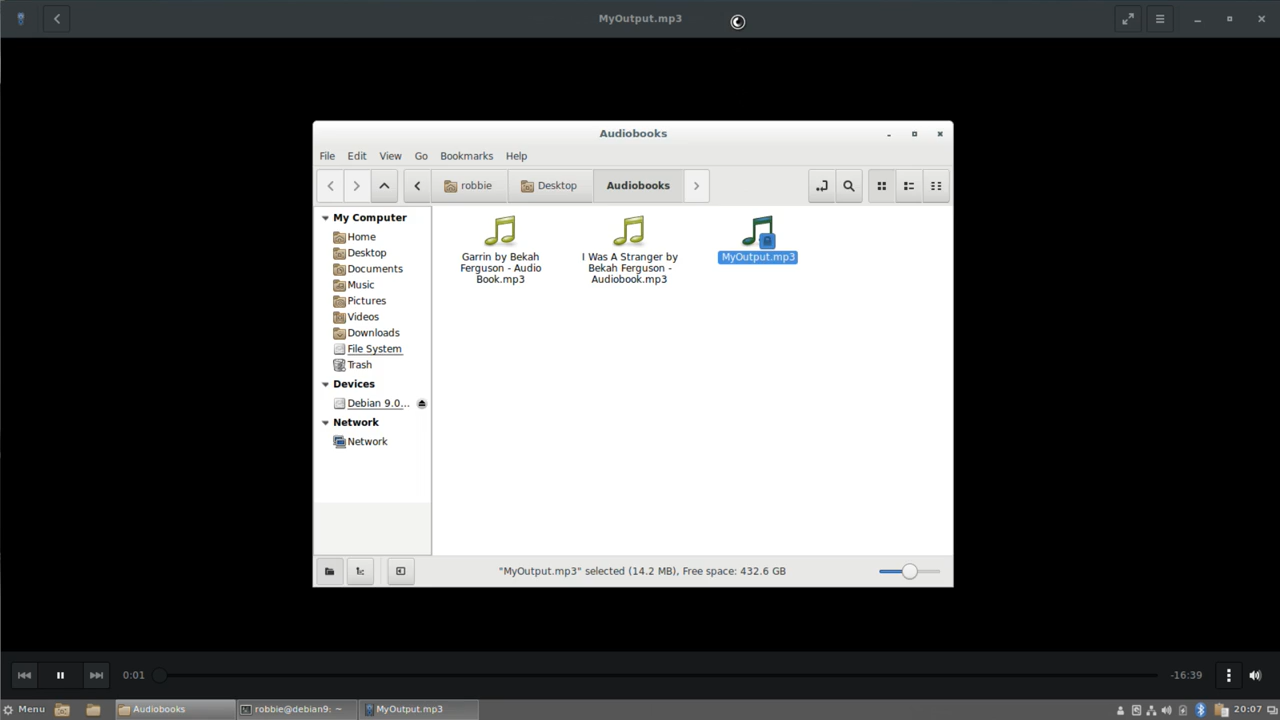 MyOutput.mp3
Audiobooks
File Edit View Go Bookmarks Help
robbie Desktop Audiobooks
My Computer
Home
Desktop
Documents
Music
Pictures
Videos
Downloads
File System
Trash
Devices
Debian 9.0...
Network
Network
Garrin by Bekah
Ferguson - Audio
Book.mp3
I Was A Stranger by
Bekah Ferguson -
Audiobook.mp3
MyOutput.mp3
"MyOutput.mp3" selected (14.2 MB), Free space: 432.6 GB
0:01 -16:39
Menu Audiobooks robbie@debian9: ~ MyOutput.mp3 20:07